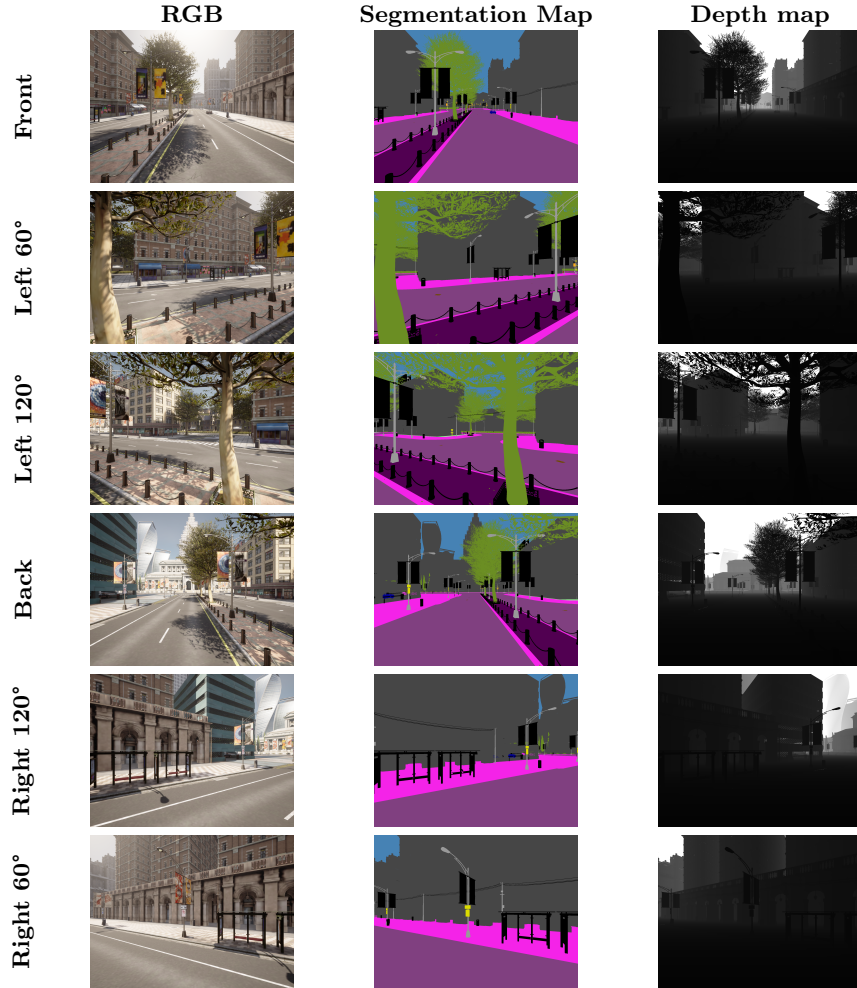 RGB
Segmentation Map
Depth map
Front
Left 60°
Left 120°
Back
Right 120°
Right 60°